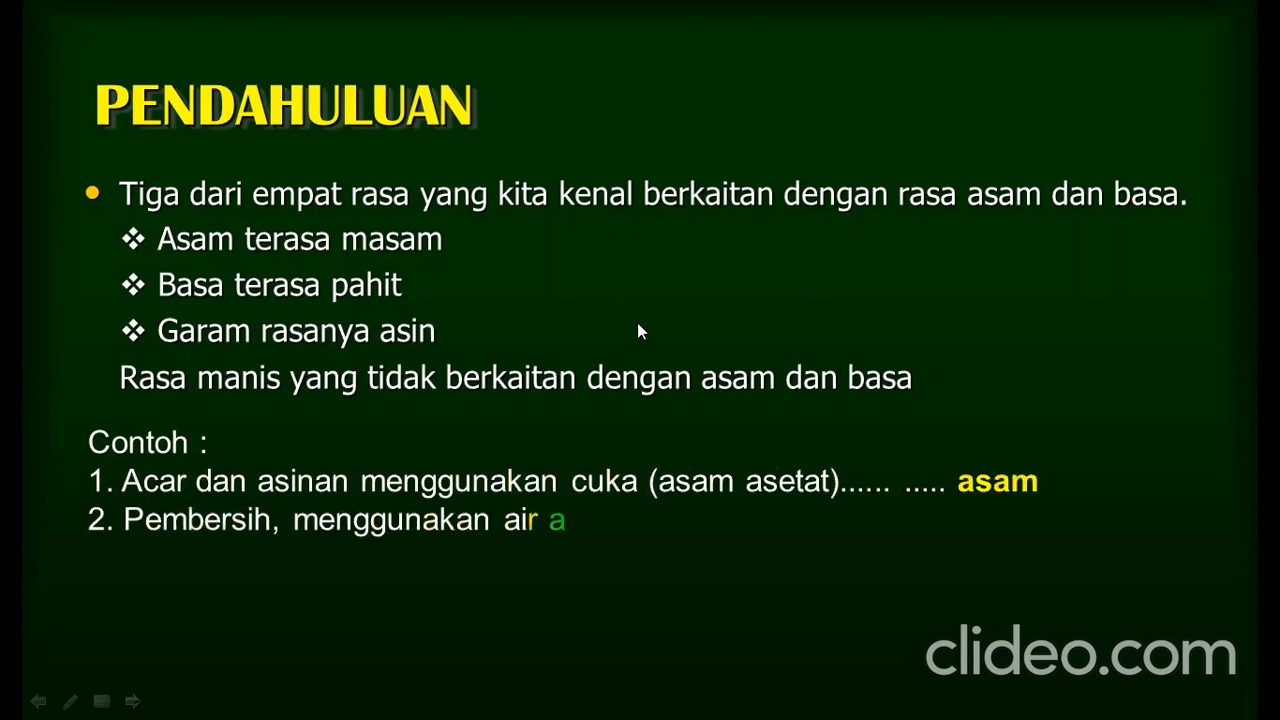 PENDAHULUAN
• Tiga dari empat rasa yang kita kenal berkaitan dengan rasa asam dan basa.
❖ Asam terasa masam
❖ Basa terasa pahit
❖ Garam rasanya asin
Rasa manis yang tidak berkaitan dengan asam dan basa
Contoh :
1. Acar dan asinan menggunakan cuka (asam asetat)...... ..... asam
2. Pembersih, menggunakan air a
clideo.com